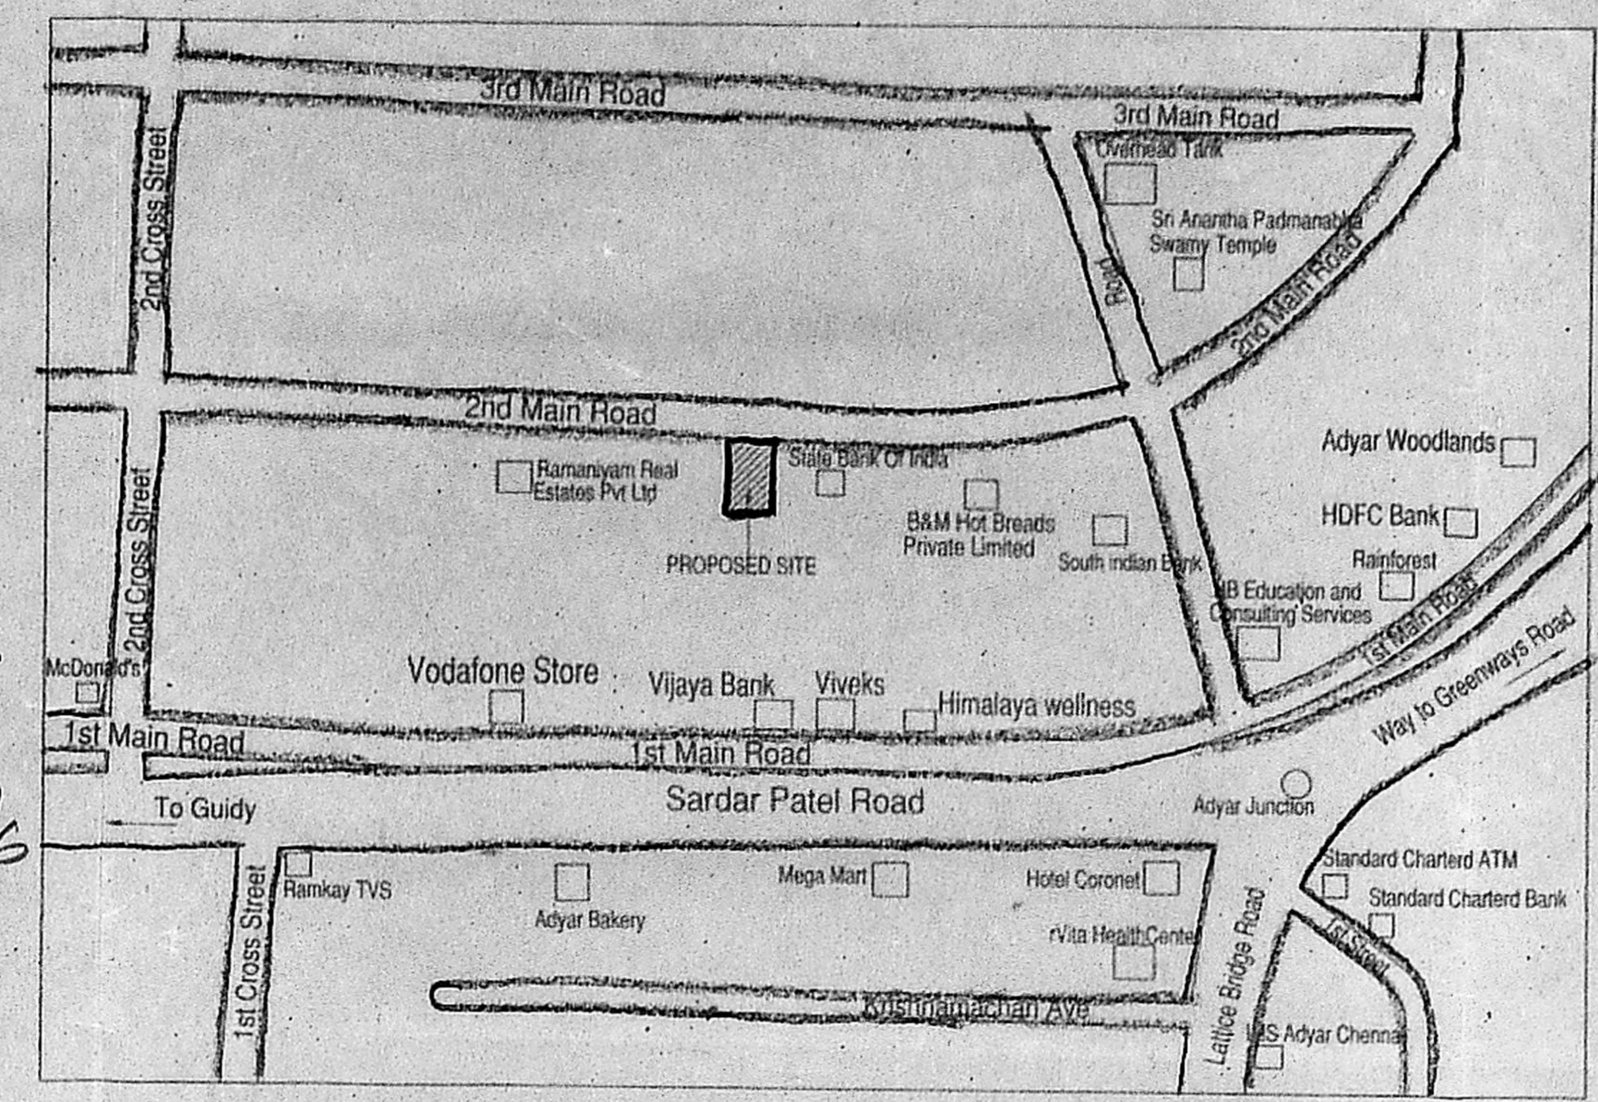 3rd Main Road
3rd Main Road
Overhead Tank
2nd Cross Street
Sri Anantha Padmanabha
Swamy Temple
Road
2nd Main Road
2nd Main Road
Adyar Woodlands
State Bank Of India
Ramaniyam Real
Estates Pvt Ltd
HDFC Bank
B&M Hot Breads
Private Limited
PROPOSED SITE
South indian Bank
Rainforest
IB Education and
Consulting Services
2nd Cross Street
1st Main Road
Way to Greenways Road
McDonald's
Vodafone Store
Vijaya Bank
Viveks
Himalaya wellness
1st Main Road
1st Main Road
Sardar Patel Road
To Guidy
Adyar Junction
Ramkay TVS
Adyar Bakery
Mega Mart
Hotel Coronet
Standard Charterd ATM
Standard Charterd Bank
rVita HealthCenter
1st Street
1st Cross Street
Lattice Bridge Road
Krishnamachari Ave
Adyar Chennai